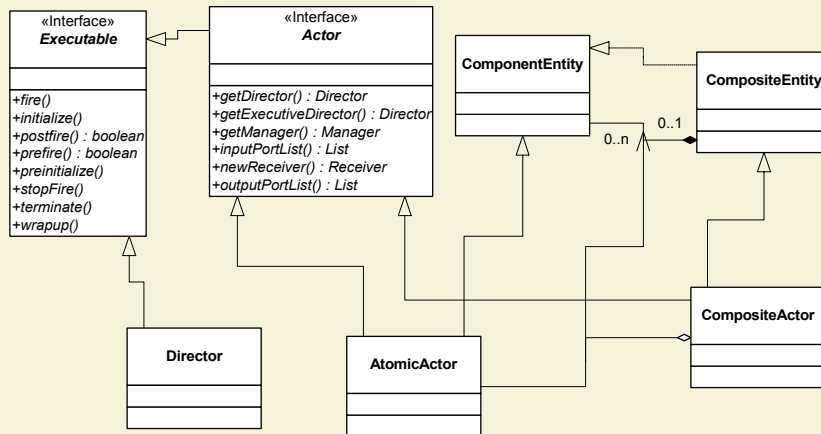 «Interface»
Executable
+fire()
+initialize()
+postfire() : boolean
+prefire() : boolean
+preinitialize()
+stopFire()
+terminate()
+wrapup()
«Interface»
Actor
+getDirector() : Director
+getExecutiveDirector() : Director
+getManager() : Manager
+inputPortList() : List
+newReceiver() : Receiver
+outputPortList() : List
ComponentEntity
CompositeEntity
0..1
0..n
Director
AtomicActor
CompositeActor